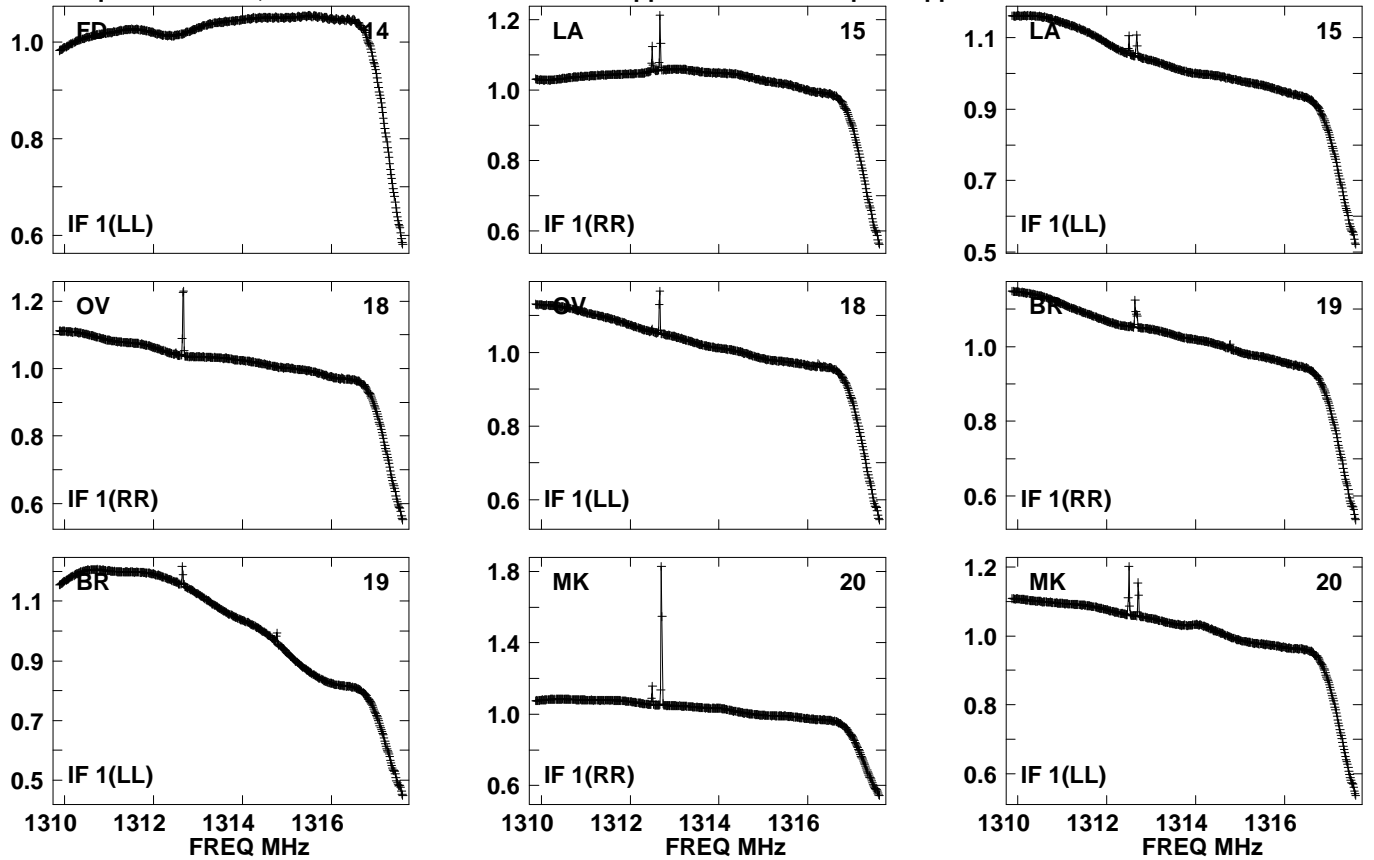 FD 14
1.0
0.8
0.6
IF 1(LL)
LA 15
1.2
1.0
0.8
0.6
IF 1(RR)
LA 15
1.1
0.9
0.7
0.5
IF 1(LL)
OV 18
1.2
1.0
0.8
0.6
IF 1(RR)
OV 18
1.0
0.8
0.6
IF 1(LL)
BR 19
1.0
0.8
0.6
IF 1(RR)
BR 19
1.1
0.9
0.7
0.5
IF 1(LL)
1310 1312 1314 1316
FREQ MHz
MK 20
1.8
1.4
1.0
0.6
IF 1(RR)
1310 1312 1314 1316
FREQ MHz
MK 20
1.2
1.0
0.8
0.6
IF 1(LL)
1310 1312 1314 1316
FREQ MHz